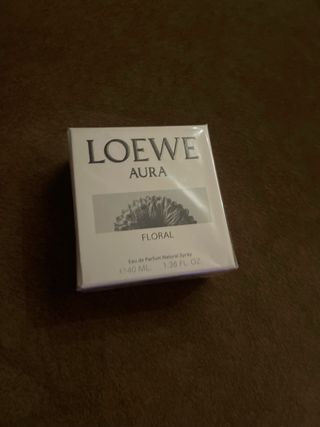 LOEWE
AURA
FLORAL
Eau de Parfum Natural Spray
℮40 ML. 1.36 FL. OZ.